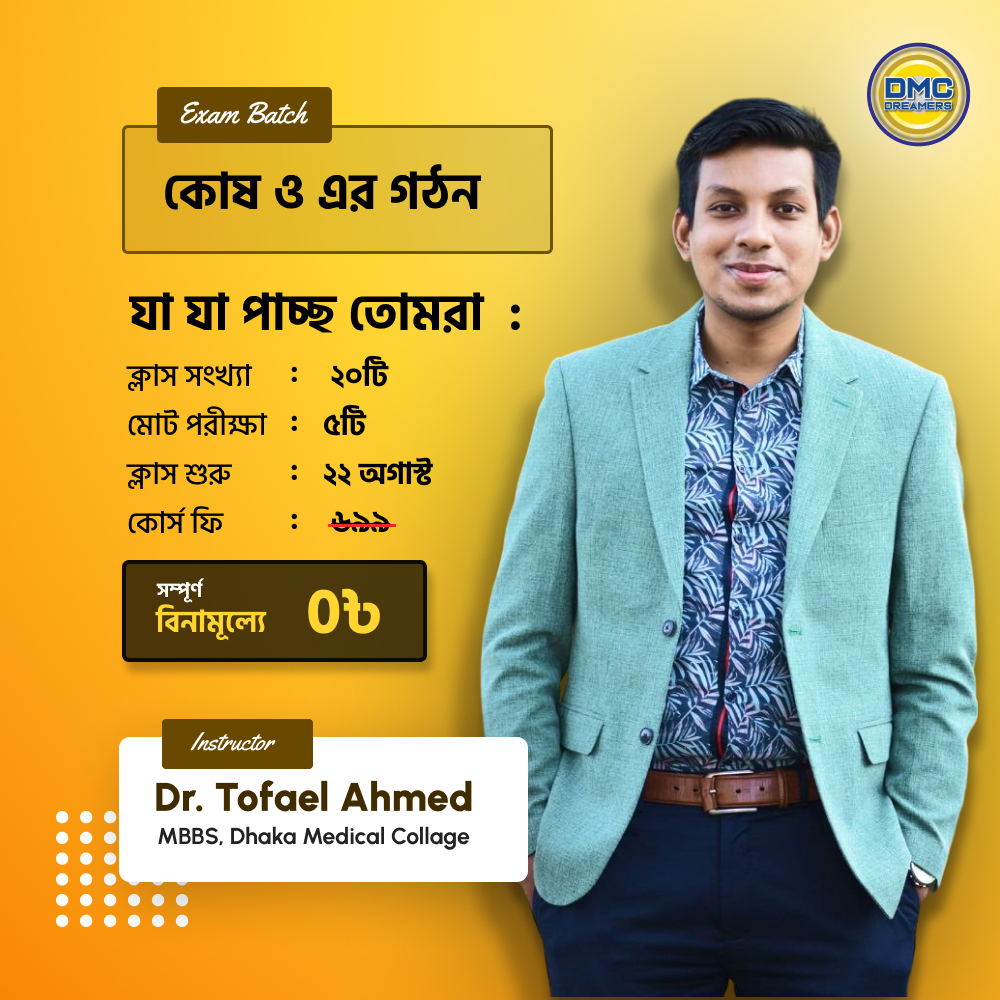 DMC
DREAMERS
Exam Batch
কোষ ও এর গঠন
যা যা পাচ্ছ তোমরা :
ক্লাস সংখ্যা : ২০টি
মোট পরীক্ষা : ৫টি
ক্লাস শুরু : ২২ অগাস্ট
কোর্স ফি : ৬৯৯
সম্পূর্ণ
বিনামূল্যে ০৳
Instructor
Dr. Tofael Ahmed
MBBS, Dhaka Medical Collage